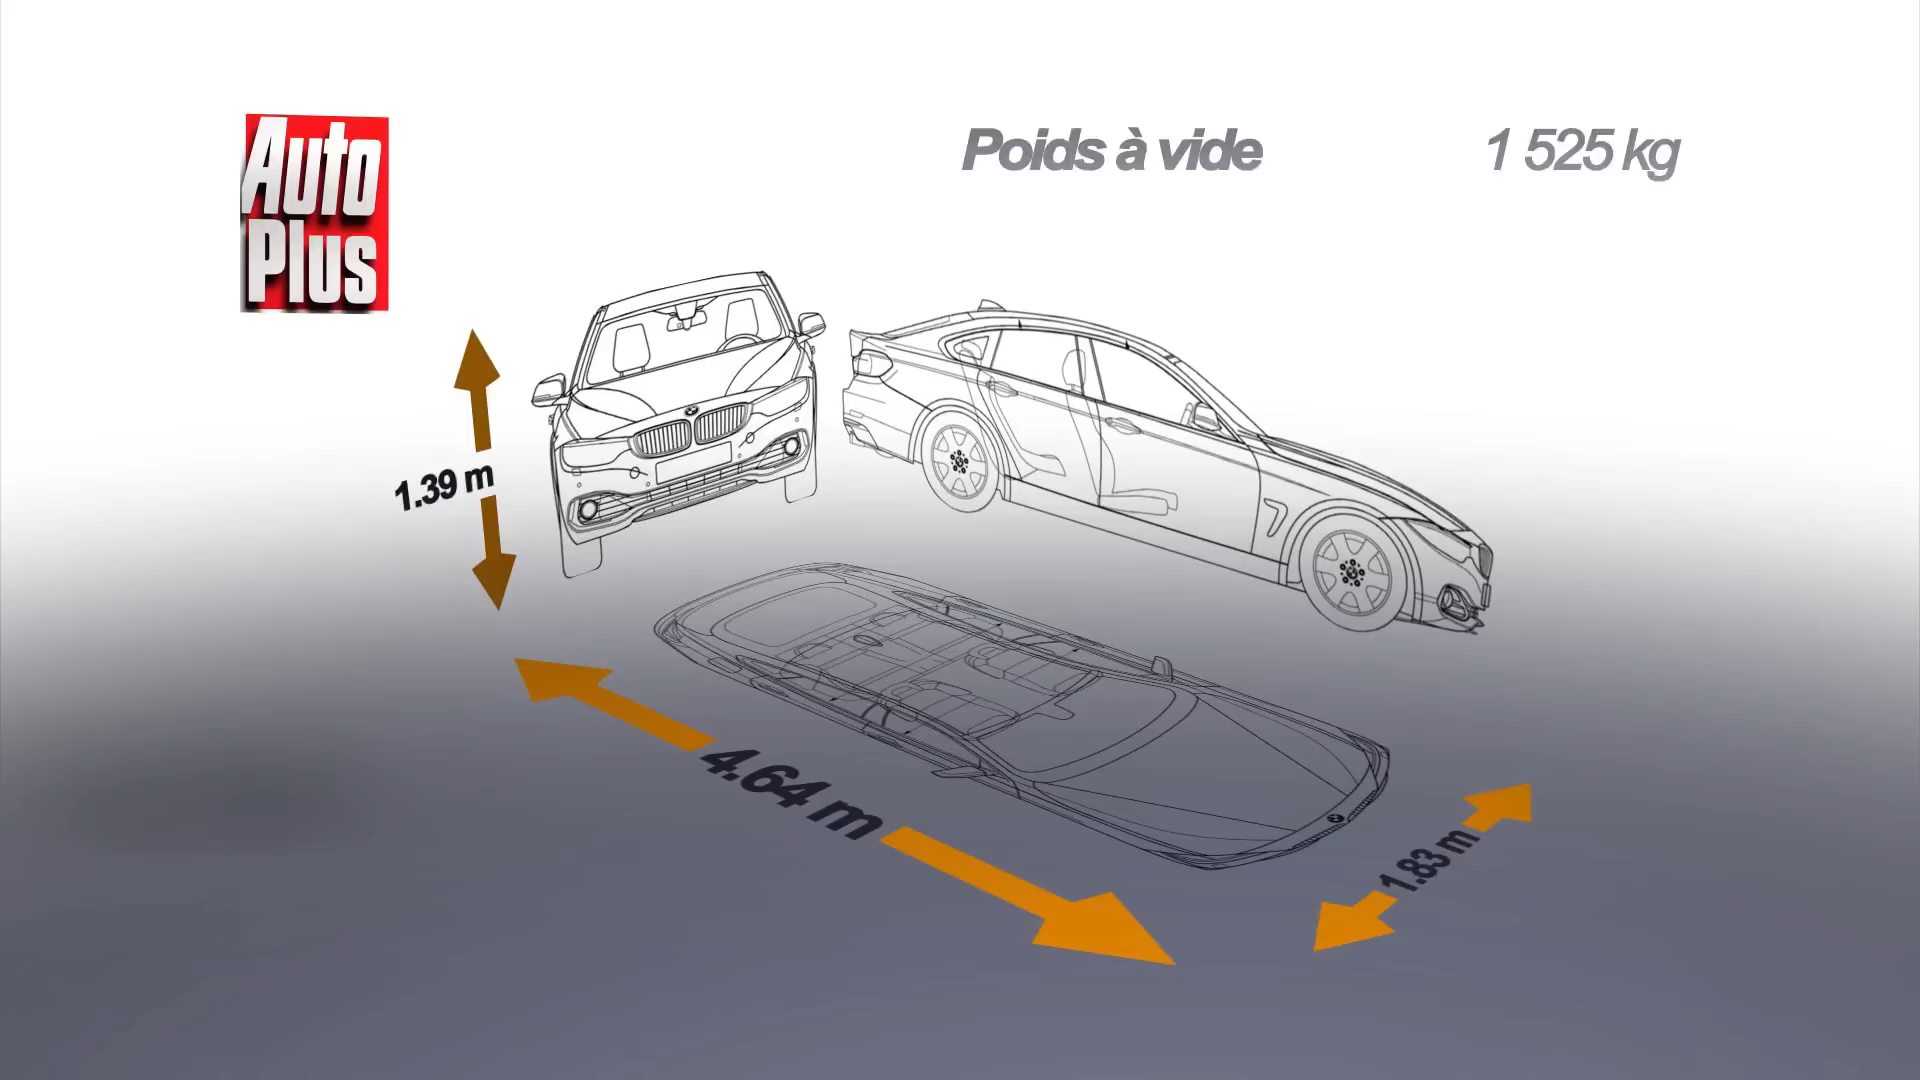 Auto
Plus
Poids à vide 1 525 kg
1.39 m
4.64 m
1.83 m